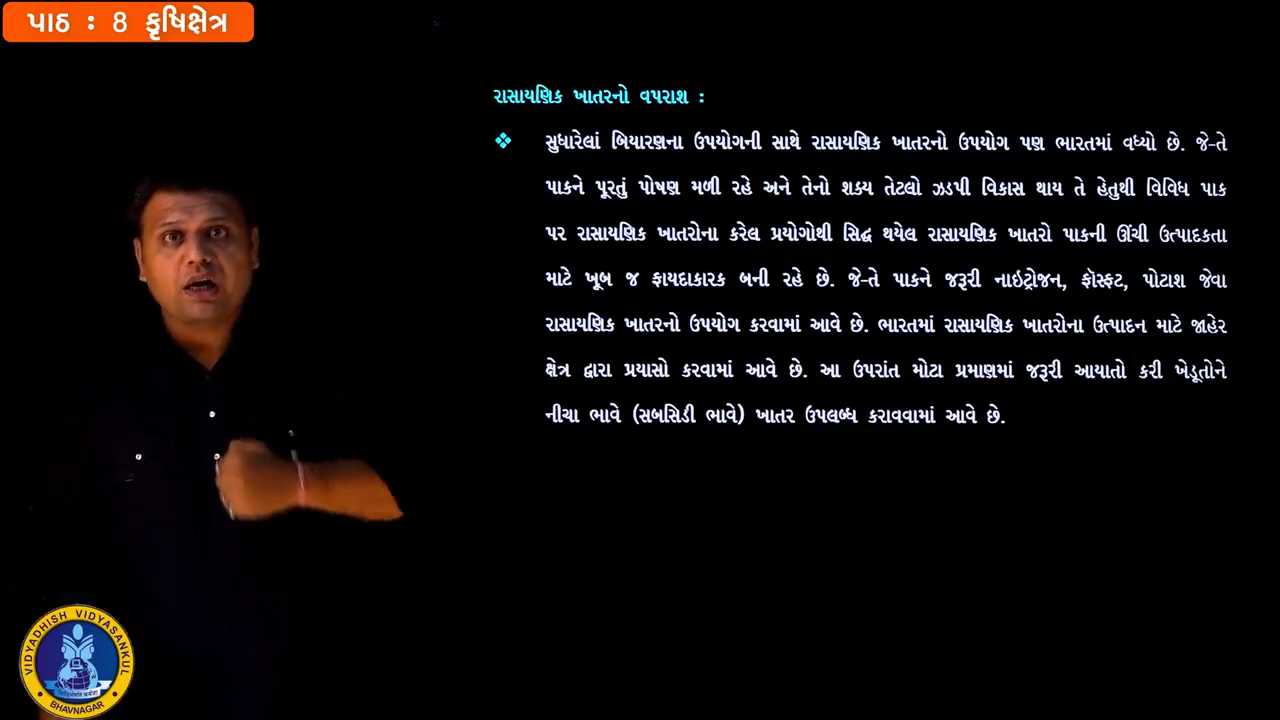 પાઠ : 8 કૃષિક્ષેત્ર
રાસાયણિક ખાતરનો વપરાશ :
❖ સુધારેલાં બિયારણના ઉપયોગની સાથે રાસાયણિક ખાતરનો ઉપયોગ પણ ભારતમાં વધ્યો છે. જે-તે
પાકને પૂરતું પોષણ મળી રહે અને તેનો શક્ય તેટલો ઝડપી વિકાસ થાય તે હેતુથી વિવિધ પાક
પર રાસાયણિક ખાતરોના કરેલ પ્રયોગોથી સિદ્ધ થયેલ રાસાયણિક ખાતરો પાકની ઊંચી ઉત્પાદકતા
માટે ખૂબ જ ફાયદાકારક બની રહે છે. જે-તે પાકને જરૂરી નાઇટ્રોજન, ફૉસ્ફટ, પોટાશ જેવા
રાસાયણિક ખાતરનો ઉપયોગ કરવામાં આવે છે. ભારતમાં રાસાયણિક ખાતરોના ઉત્પાદન માટે જાહેર
ક્ષેત્ર દ્વારા પ્રયાસો કરવામાં આવે છે. આ ઉપરાંત મોટા પ્રમાણમાં જરૂરી આયાતો કરી ખેડૂતોને
નીચા ભાવે (સબસિડી ભાવે) ખાતર ઉપલબ્ધ કરાવવામાં આવે છે.
VIDYADHISH VIDYASANKUL
BHAVNAGAR